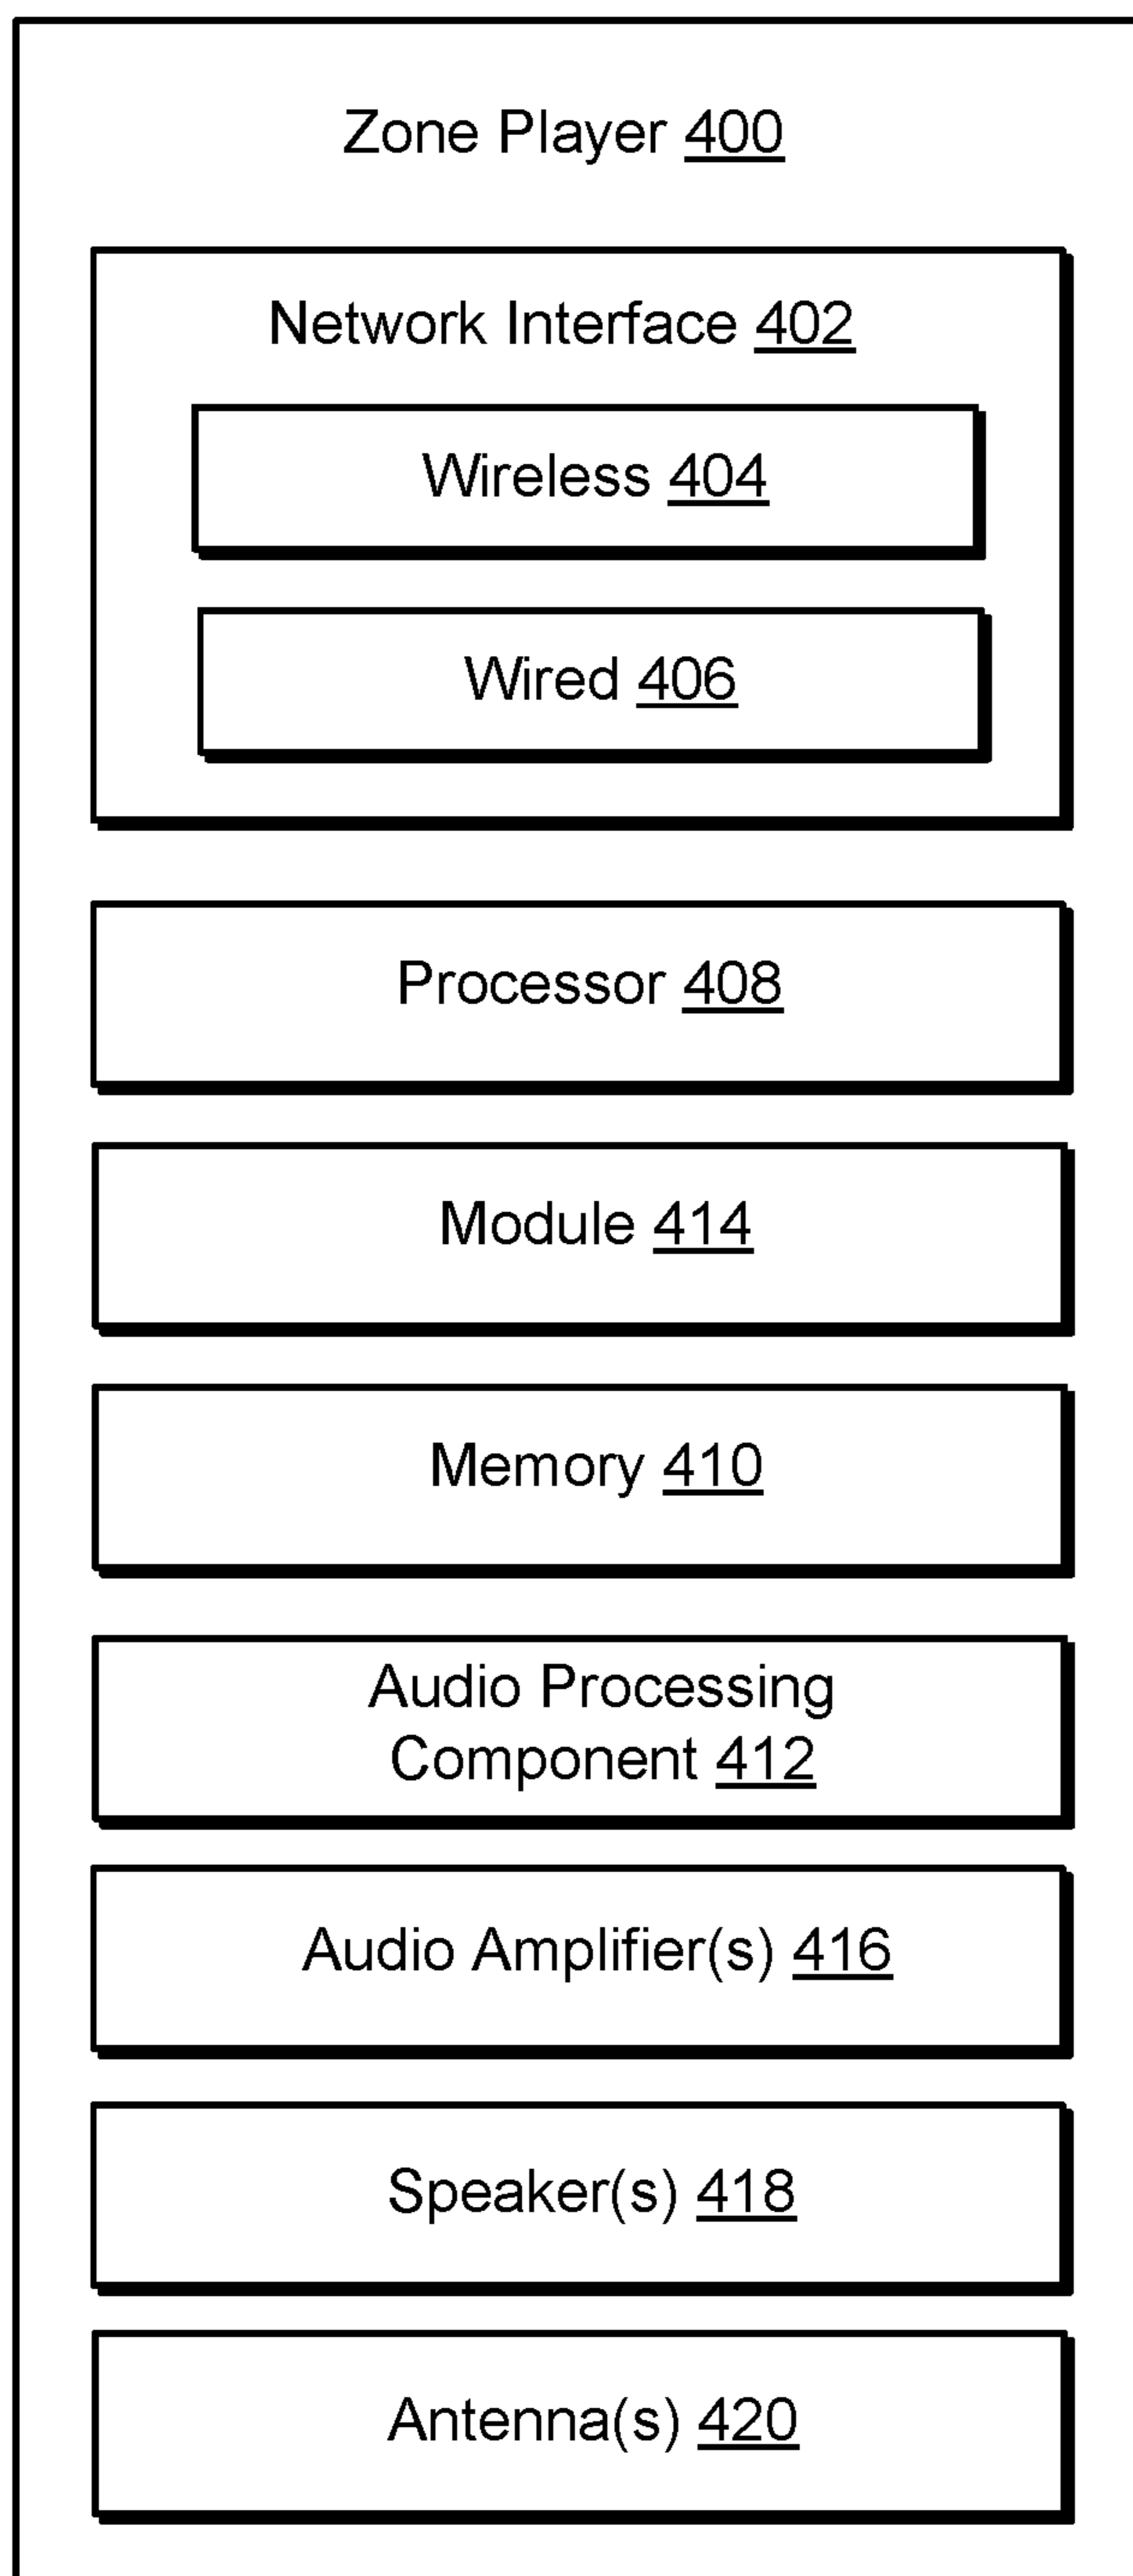 Zone Player 400
Network Interface 402
Wireless 404
Wired 406
Processor 408
Module 414
Memory 410
Audio Processing
Component 412
Audio Amplifier(s) 416
Speaker(s) 418
Antenna(s) 420